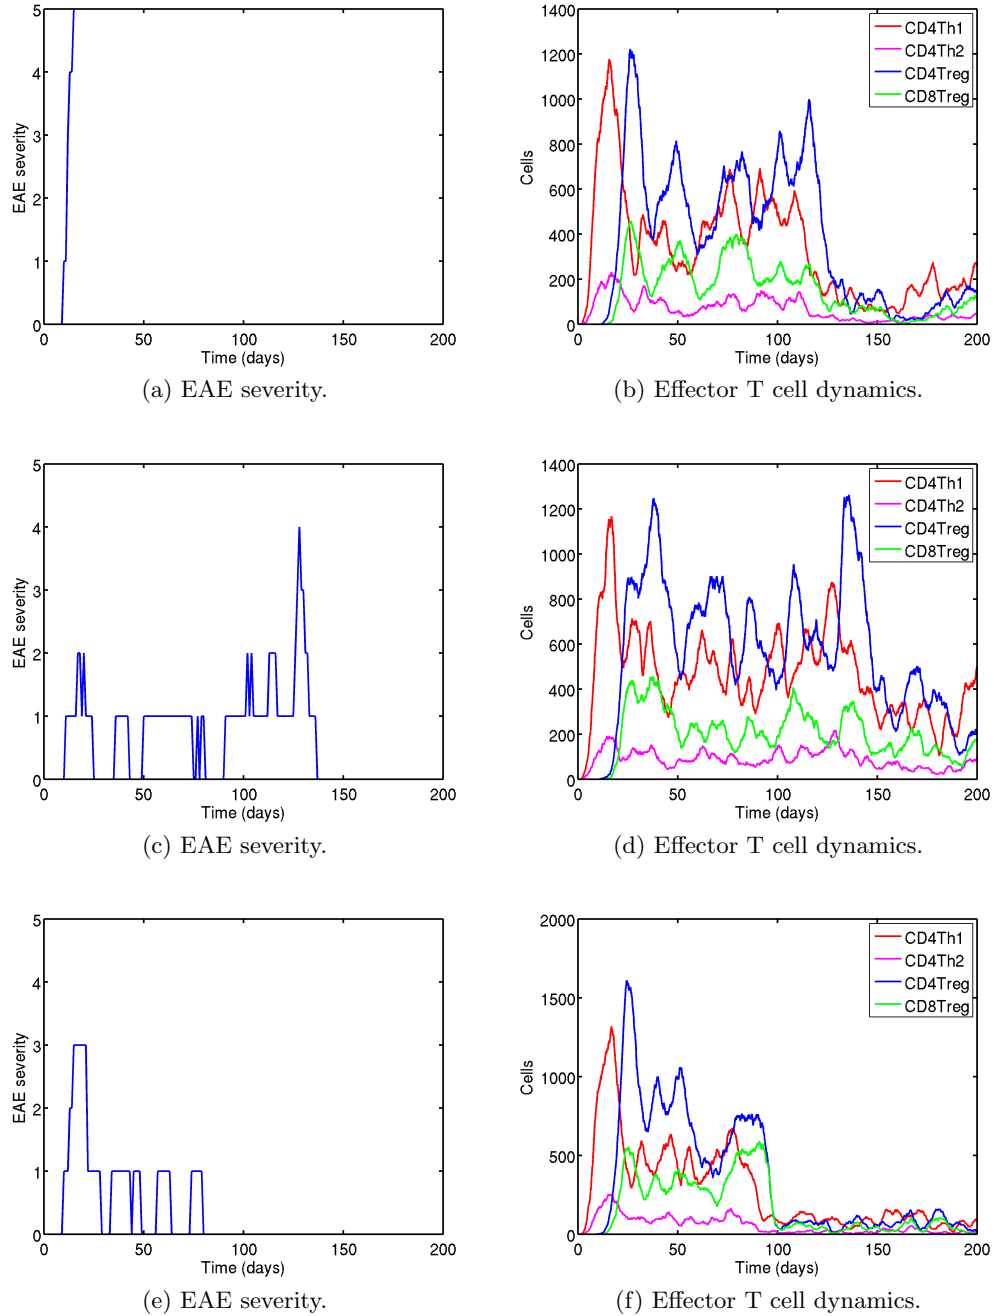 5
4
3
2
1
0
EAE severity
0
50
100
150
200
Time (days)
(a) EAE severity.
1400
1200
1000
800
600
400
200
0
Cells
CD4Th1
CD4Th2
CD4Treg
CD8Treg
0
50
100
150
200
Time (days)
(b) Effector T cell dynamics.
5
4
3
2
1
0
EAE severity
0
50
100
150
200
Time (days)
(c) EAE severity.
1400
1200
1000
800
600
400
200
0
Cells
CD4Th1
CD4Th2
CD4Treg
CD8Treg
0
50
100
150
200
Time (days)
(d) Effector T cell dynamics.
5
4
3
2
1
0
EAE severity
0
50
100
150
200
Time (days)
(e) EAE severity.
2000
1500
1000
500
0
Cells
CD4Th1
CD4Th2
CD4Treg
CD8Treg
0
50
100
150
200
Time (days)
(f) Effector T cell dynamics.